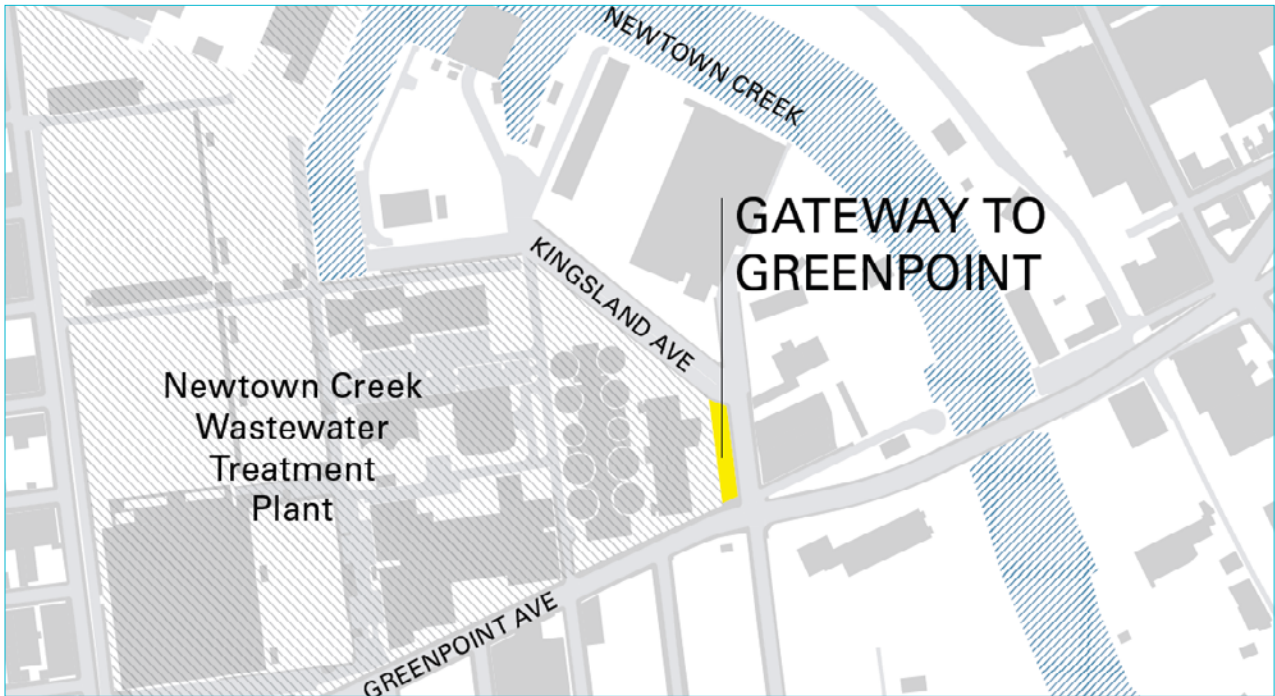 NEWTOWN CREEK
GATEWAY TO
GREENPOINT
KINGSLAND AVE
Newtown Creek
Wastewater
Treatment
Plant
GREENPOINT AVE